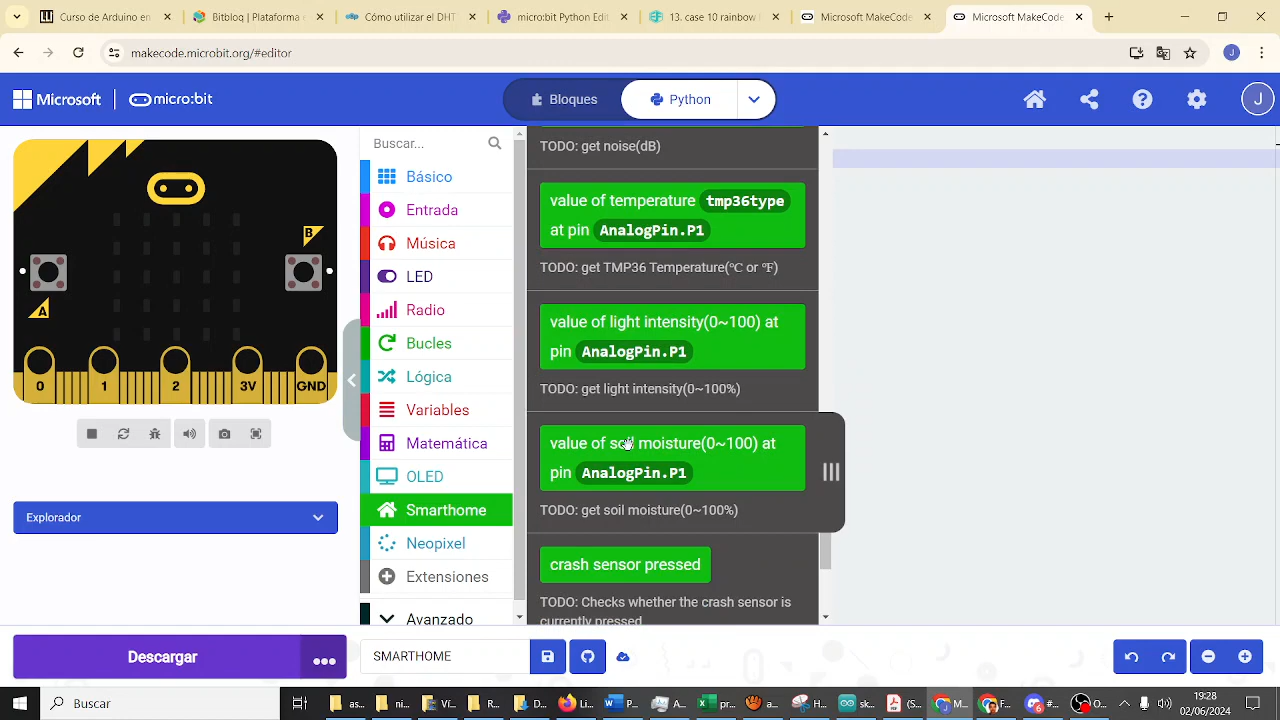 Curso de Arduino en
Bitbloq | Plataforma c
Cómo utilizar el DHT
micro:bit Python Edit
13. case 10 rainbow l
Microsoft MakeCode
Microsoft MakeCode
makecode.microbit.org/#editor
J
Microsoft
micro:bit
Bloques
Python
J
Buscar...
Básico
Entrada
Música
LED
Radio
Bucles
Lógica
Variables
Matemática
OLED
Smarthome
Neopixel
Extensiones
Avanzado
B
A
0
1
2
3V
GND
Explorador
TODO: get noise(dB)
value of temperature tmp36type
at pin AnalogPin.P1
TODO: get TMP36 Temperature(℃ or ℉)
value of light intensity(0~100) at
pin AnalogPin.P1
TODO: get light intensity(0~100%)
value of soil moisture(0~100) at
pin AnalogPin.P1
TODO: get soil moisture(0~100%)
crash sensor pressed
TODO: Checks whether the crash sensor is
currently pressed
Descargar
SMARTHOME
Buscar
19:28
02/06/2024